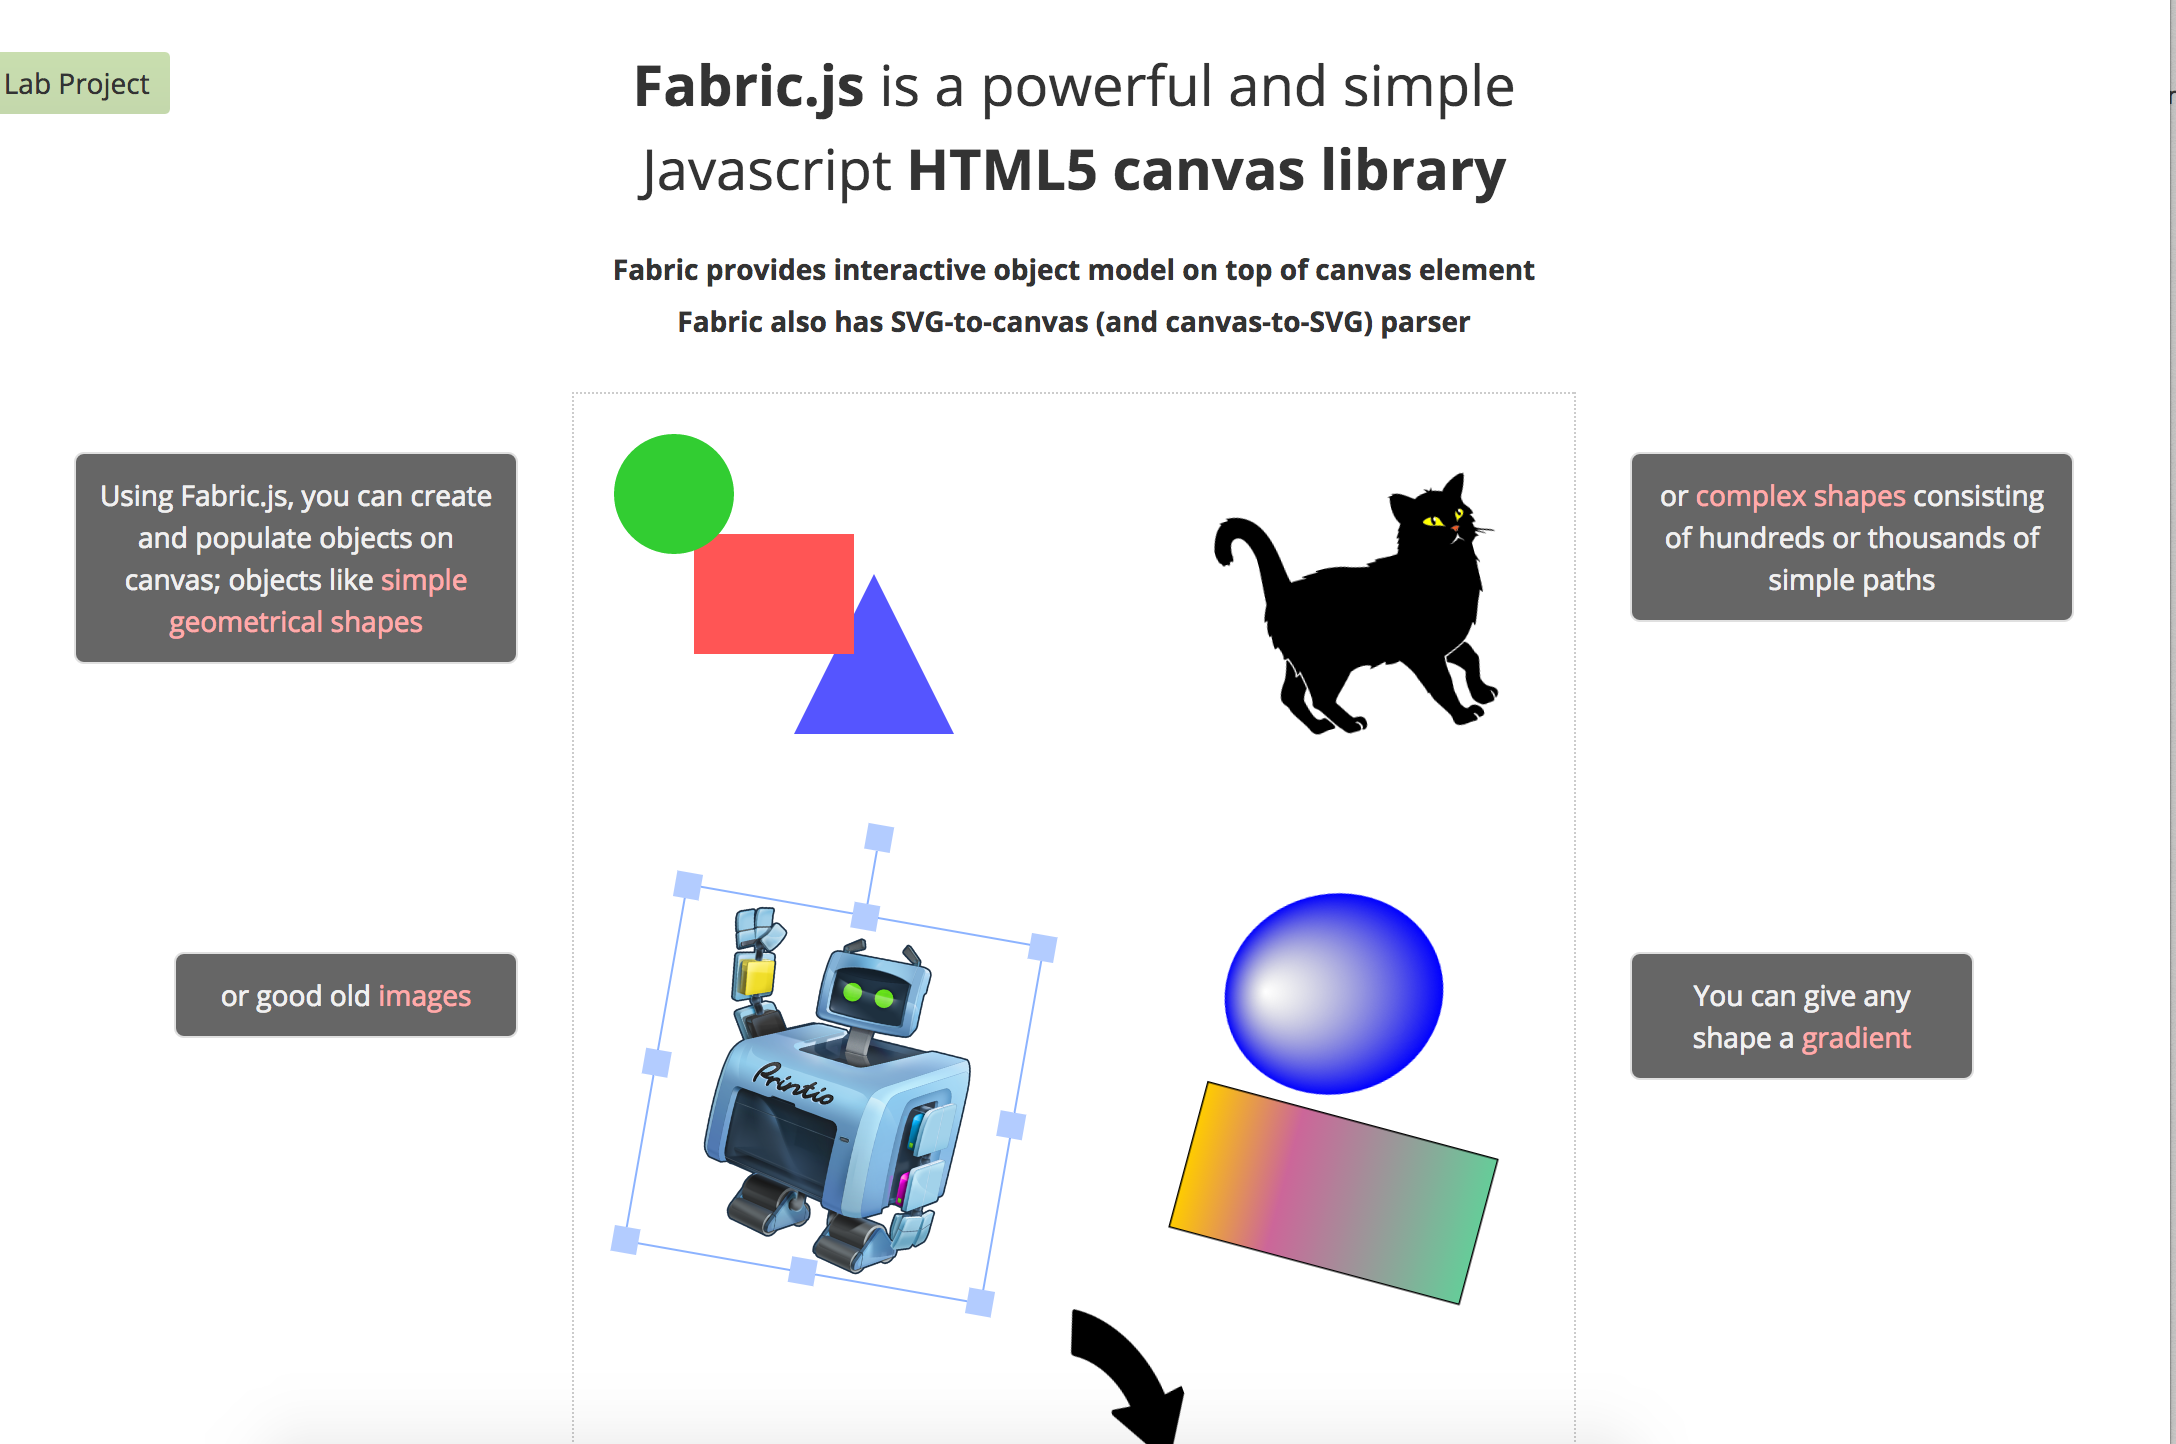 Lab Project
Fabric.js is a powerful and simple
Javascript HTML5 canvas library
Fabric provides interactive object model on top of canvas element
Fabric also has SVG-to-canvas (and canvas-to-SVG) parser
Using Fabric.js, you can create
and populate objects on
canvas; objects like simple
geometrical shapes
or complex shapes consisting
of hundreds or thousands of
simple paths
or good old images
Printio
You can give any
shape a gradient